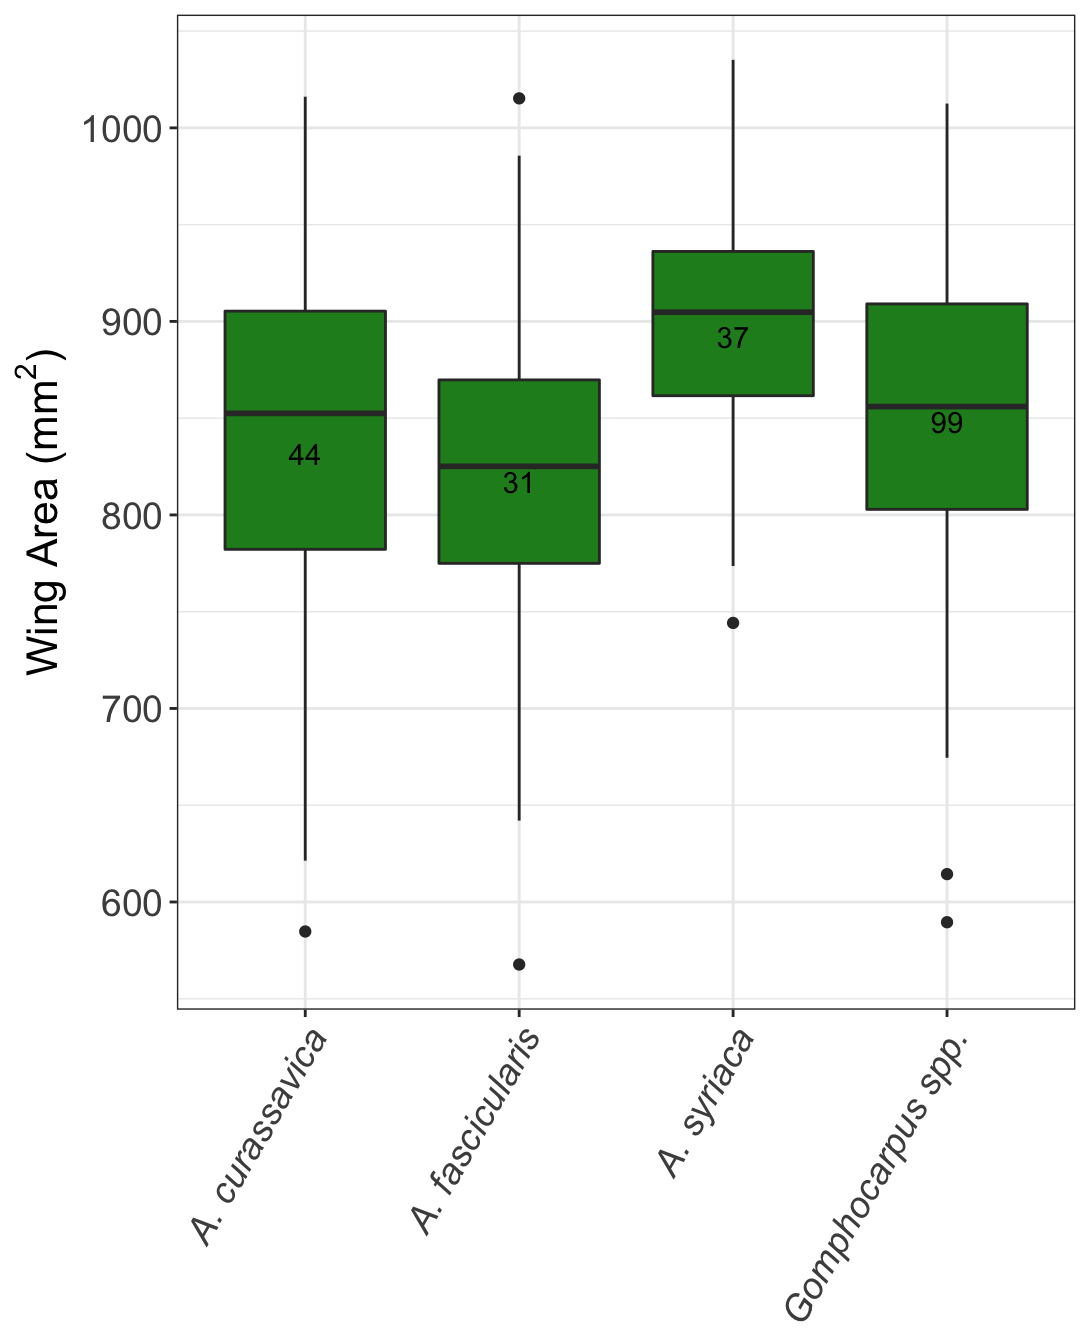 Wing Area (mm²)
1000
900
800
700
600
44
31
37
99
A. curassavica
A. fascicularis
A. syriaca
Gomphocarpus spp.